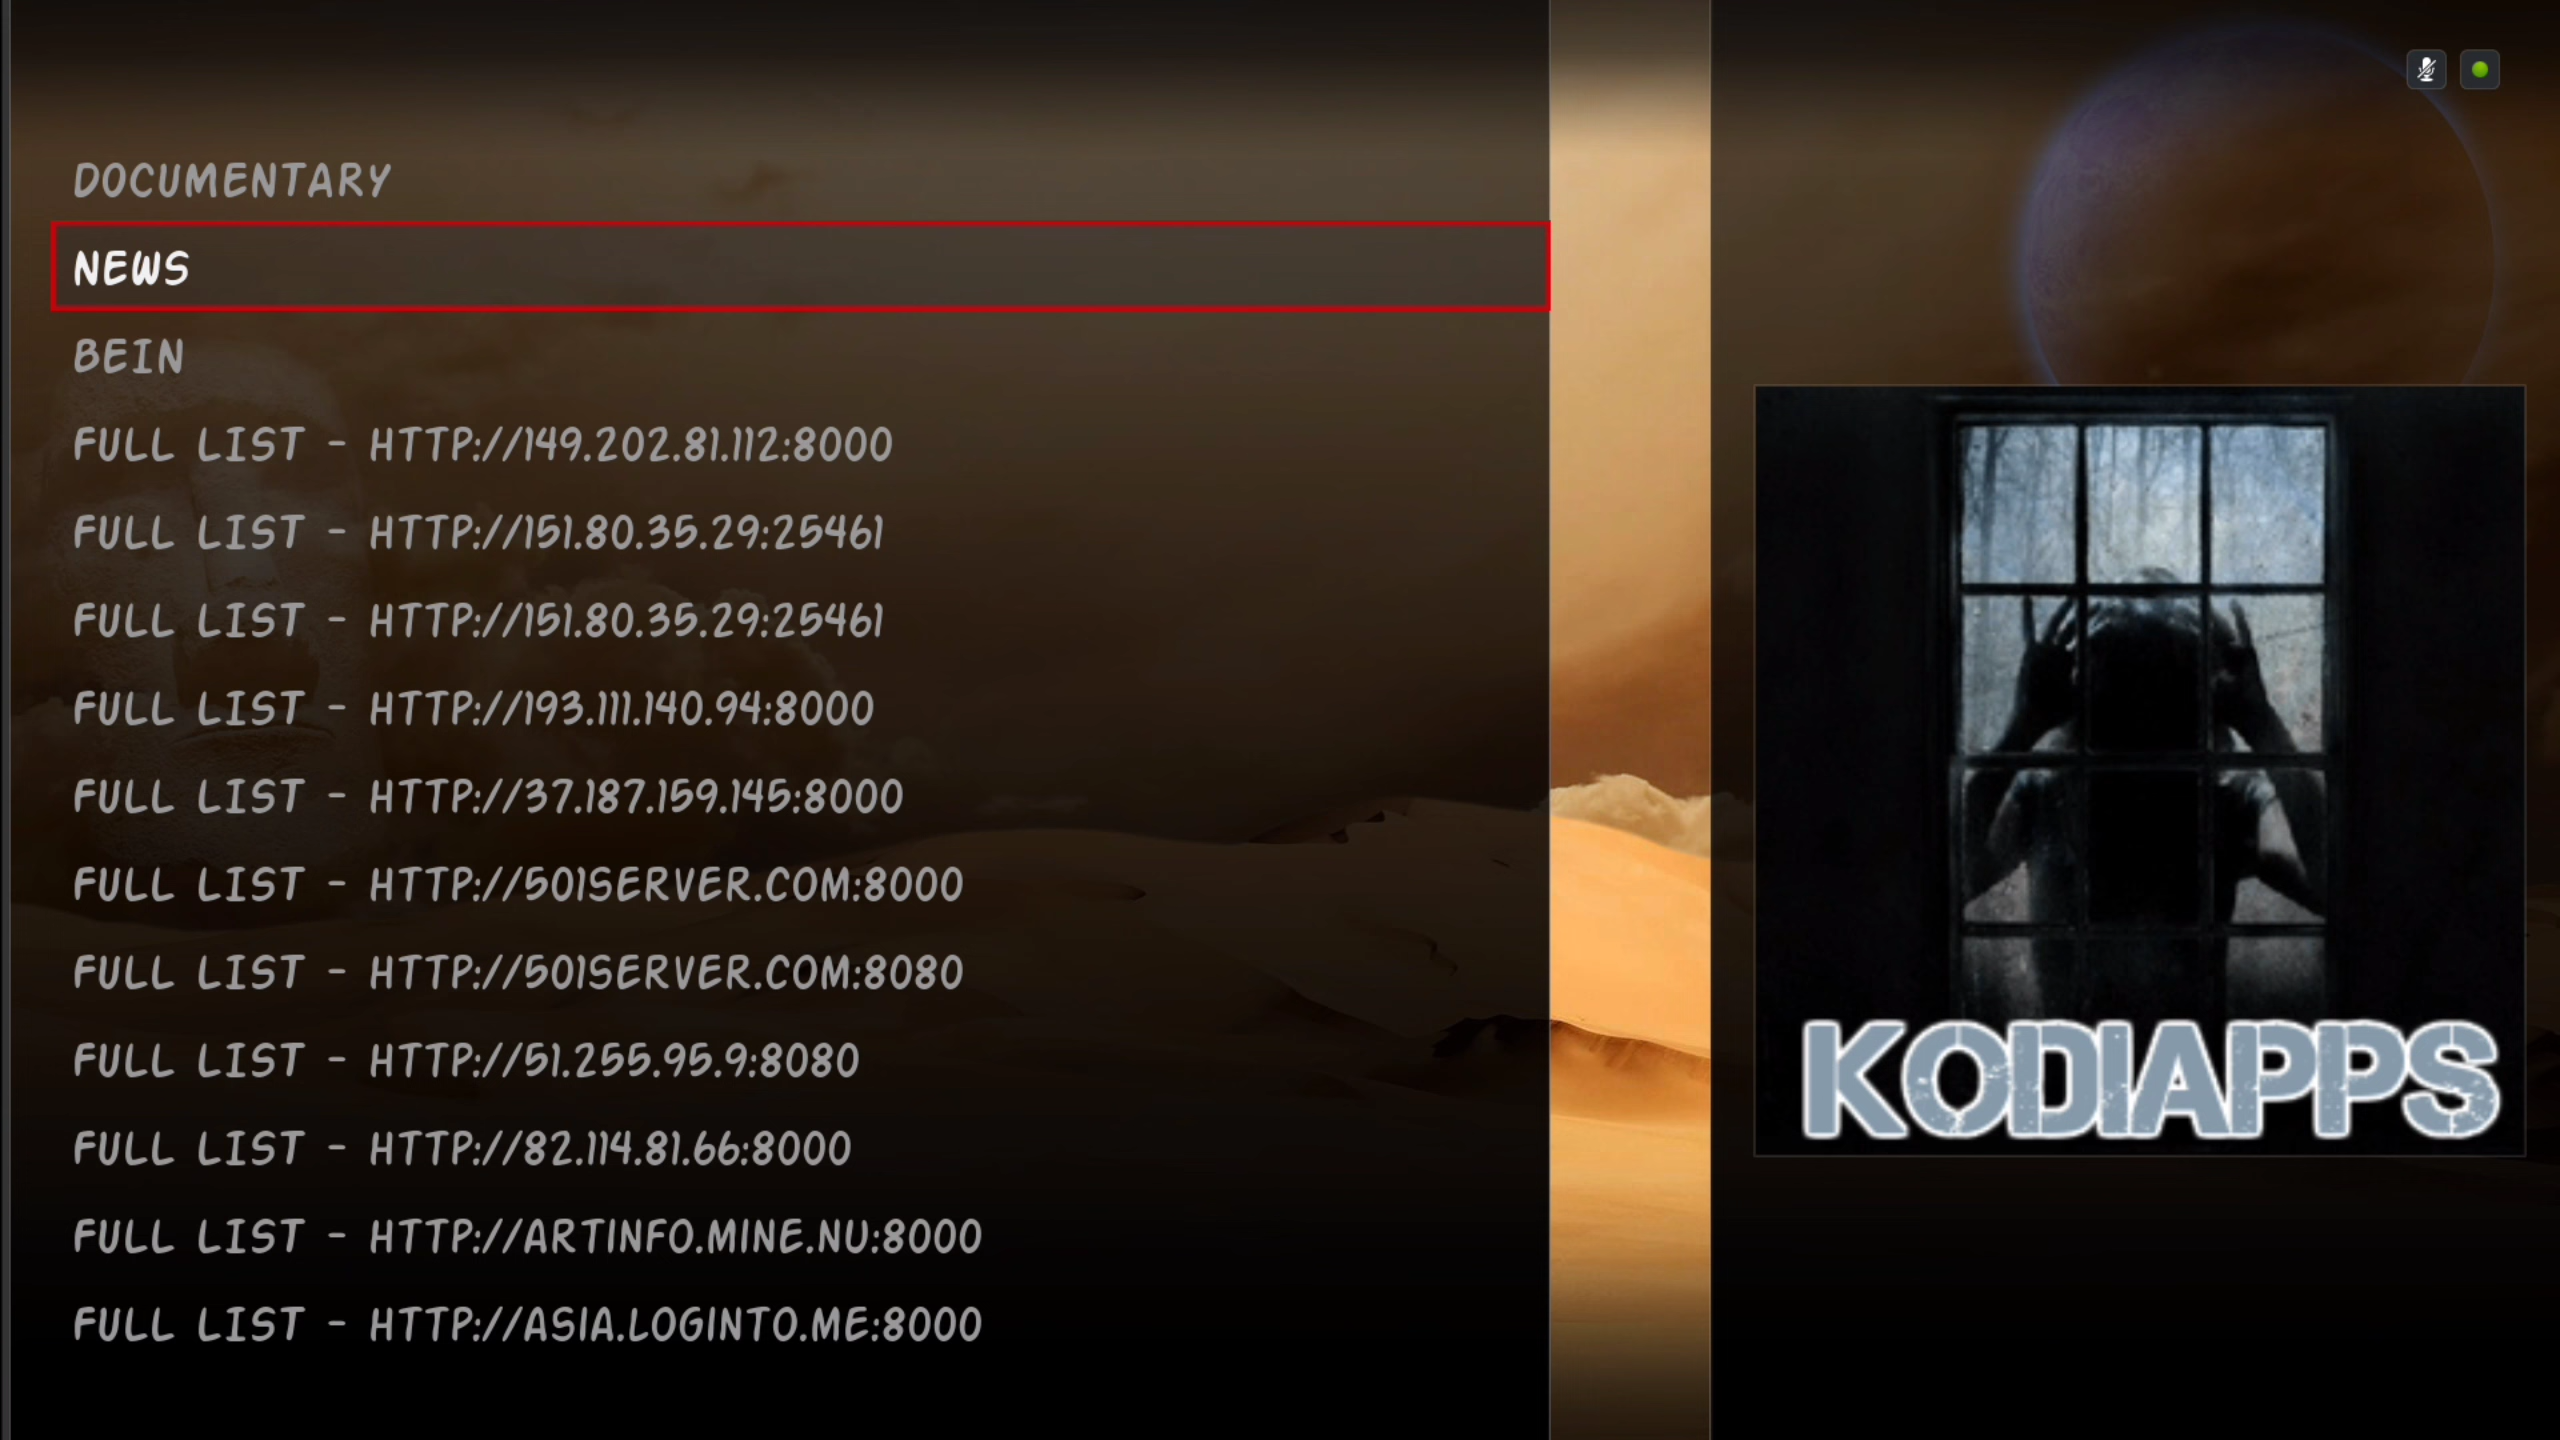 DOCUMENTARY
NEWS
BEIN
FULL LIST - HTTP://149.202.81.112:8000
FULL LIST - HTTP://151.80.35.29:25461
FULL LIST - HTTP://151.80.35.29:25461
FULL LIST - HTTP://193.111.140.94:8000
FULL LIST - HTTP://37.187.159.145:8000
FULL LIST - HTTP://501SERVER.COM:8000
FULL LIST - HTTP://501SERVER.COM:8080
FULL LIST - HTTP://51.255.95.9:8080
FULL LIST - HTTP://82.114.81.66:8000
FULL LIST - HTTP://ARTINFO.MINE.NU:8000
FULL LIST - HTTP://ASIA.LOGINTO.ME:8000
KODIAPPS